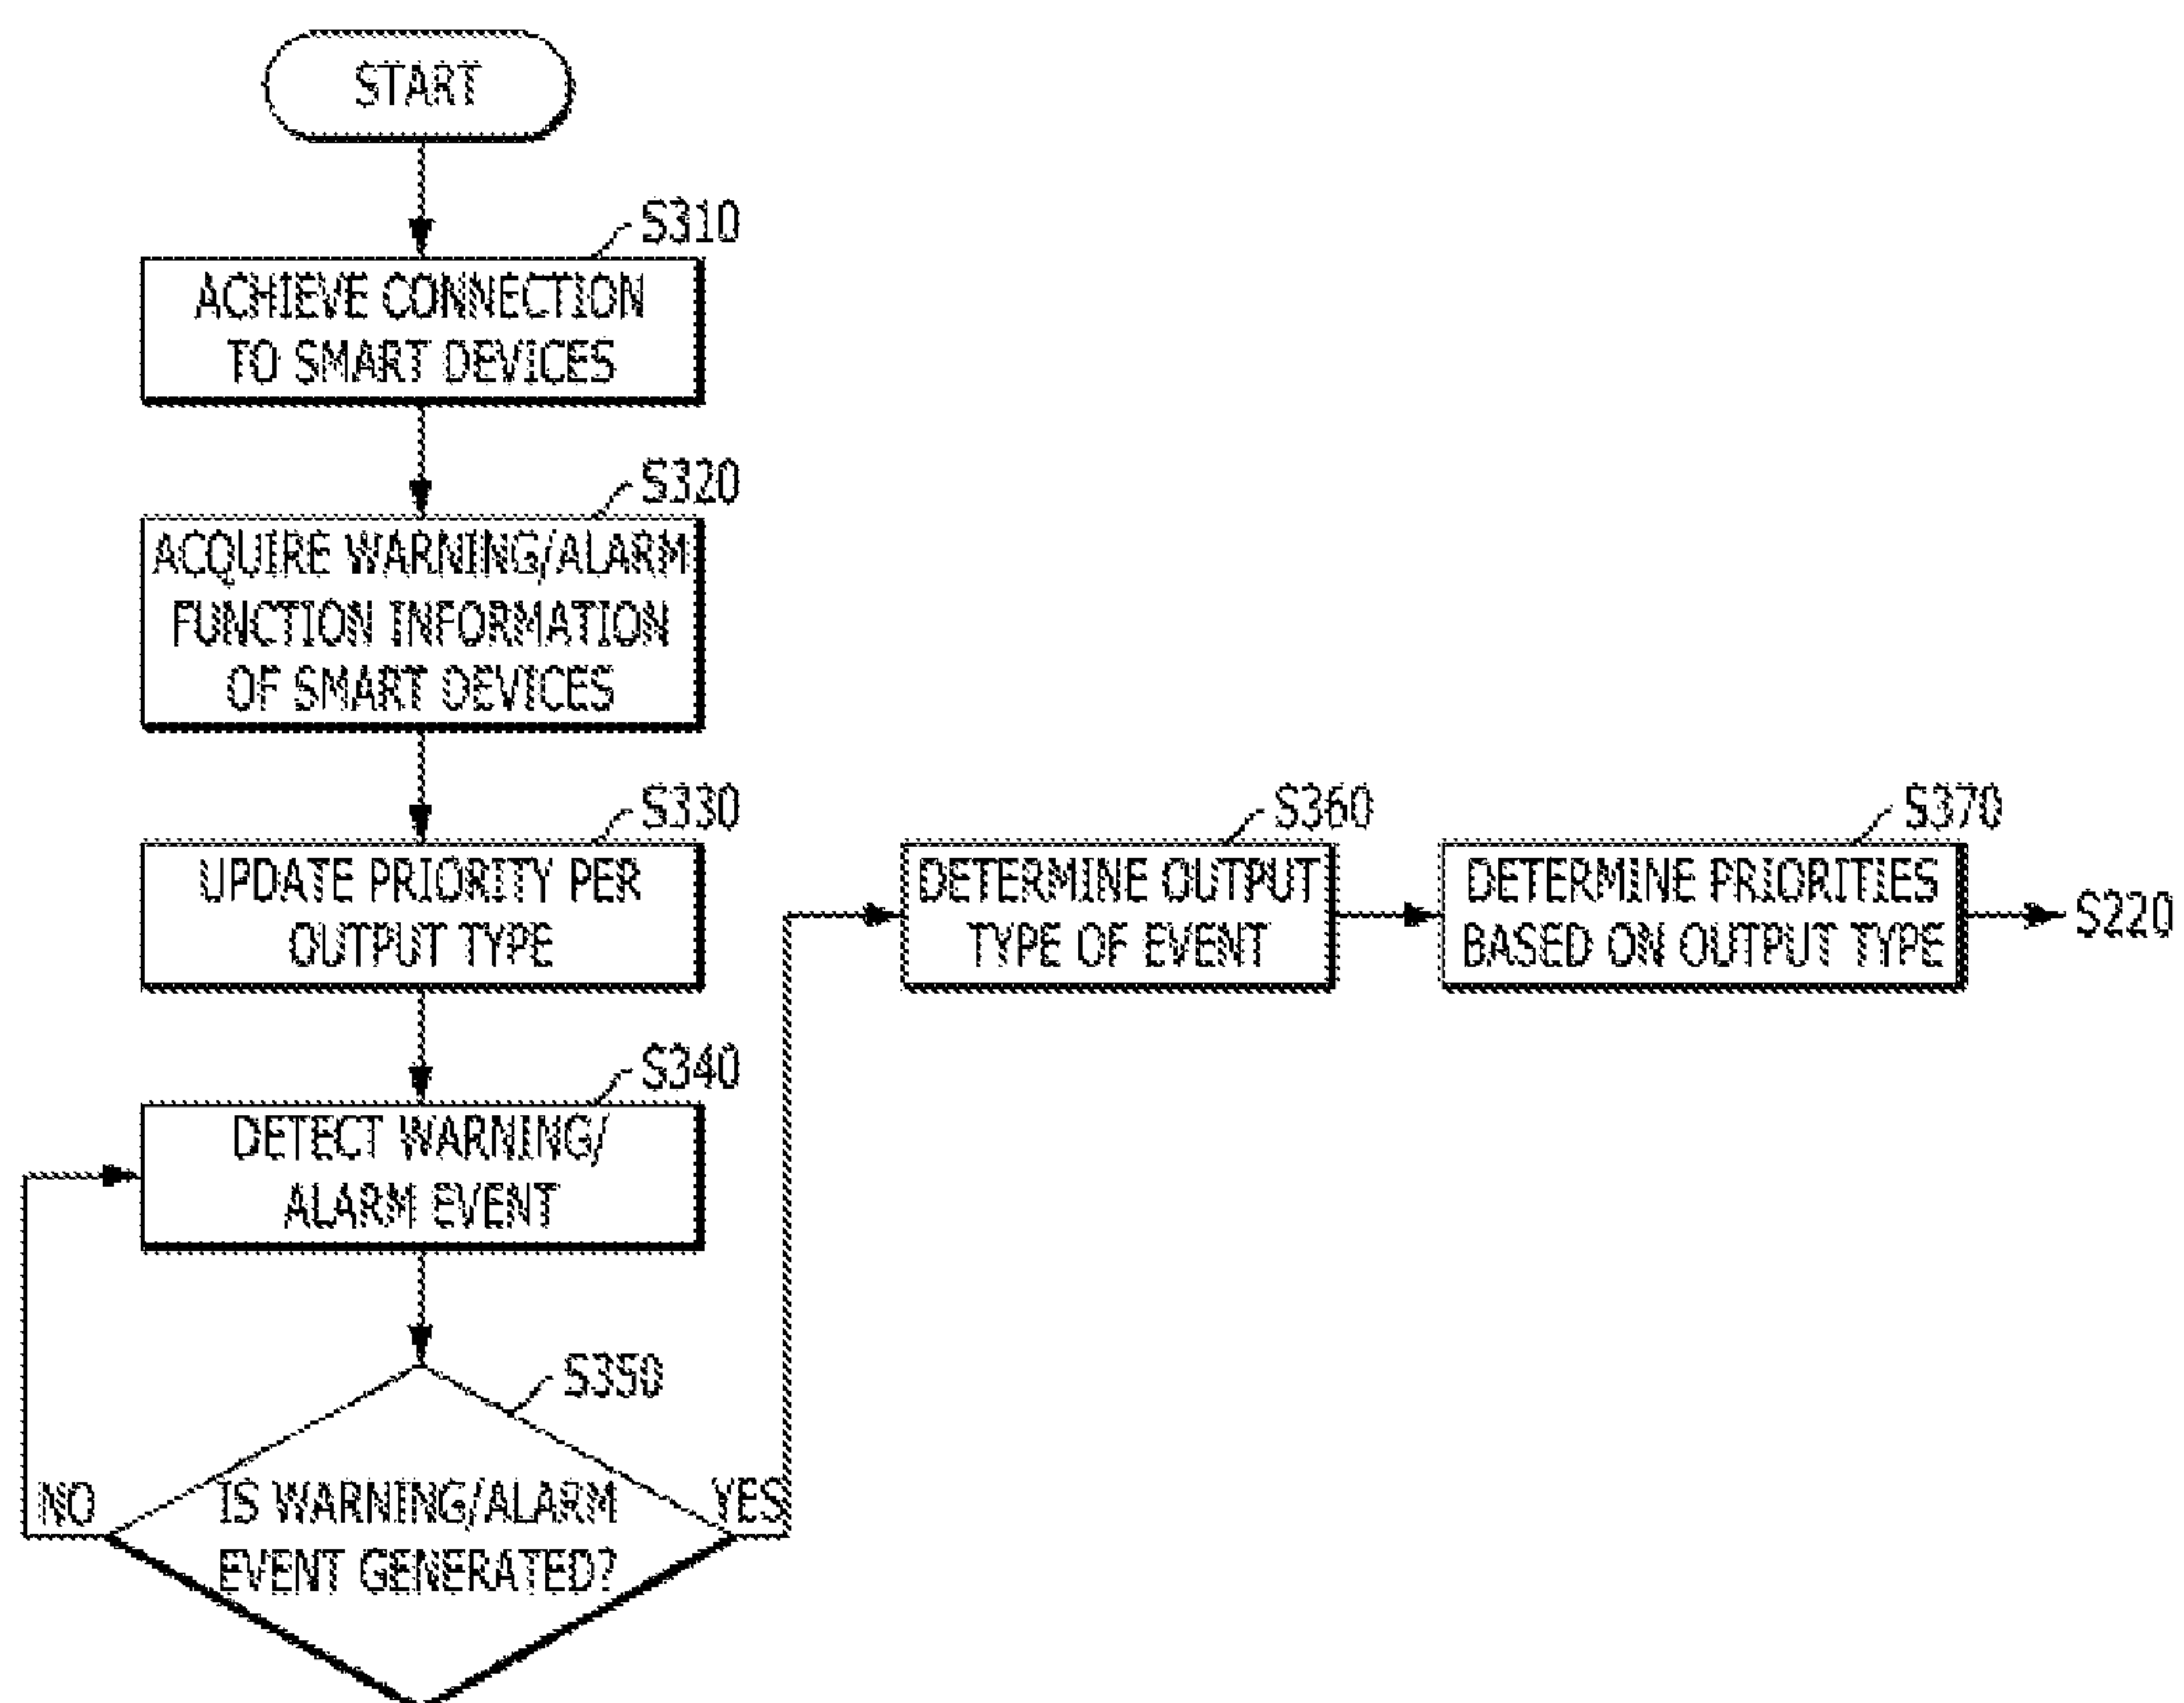 START
S310
ACHIEVE CONNECTION
TO SMART DEVICES
S320
ACQUIRE WARNING/ALARM
FUNCTION INFORMATION
OF SMART DEVICES
S330
UPDATE PRIORITY PER
OUTPUT TYPE
S340
DETECT WARNING/
ALARM EVENT
S350
IS WARNING/ALARM
EVENT GENERATED?
NO
YES
S360
DETERMINE OUTPUT
TYPE OF EVENT
S370
DETERMINE PRIORITIES
BASED ON OUTPUT TYPE
S220